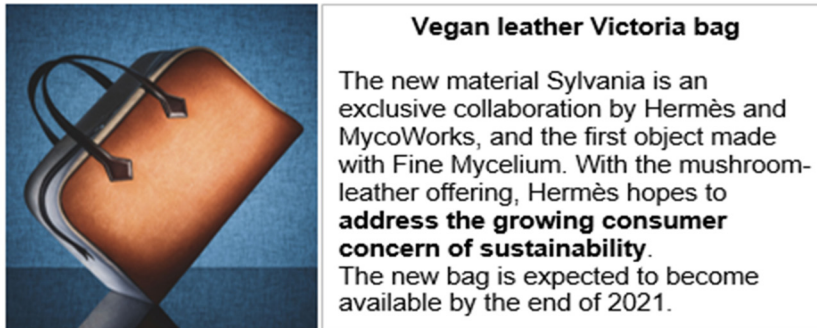 Vegan leather Victoria bag
The new material Sylvania is an
exclusive collaboration by Hermès and
MycoWorks, and the first object made
with Fine Mycelium. With the mushroom-
leather offering, Hermès hopes to
address the growing consumer
concern of sustainability.
The new bag is expected to become
available by the end of 2021.